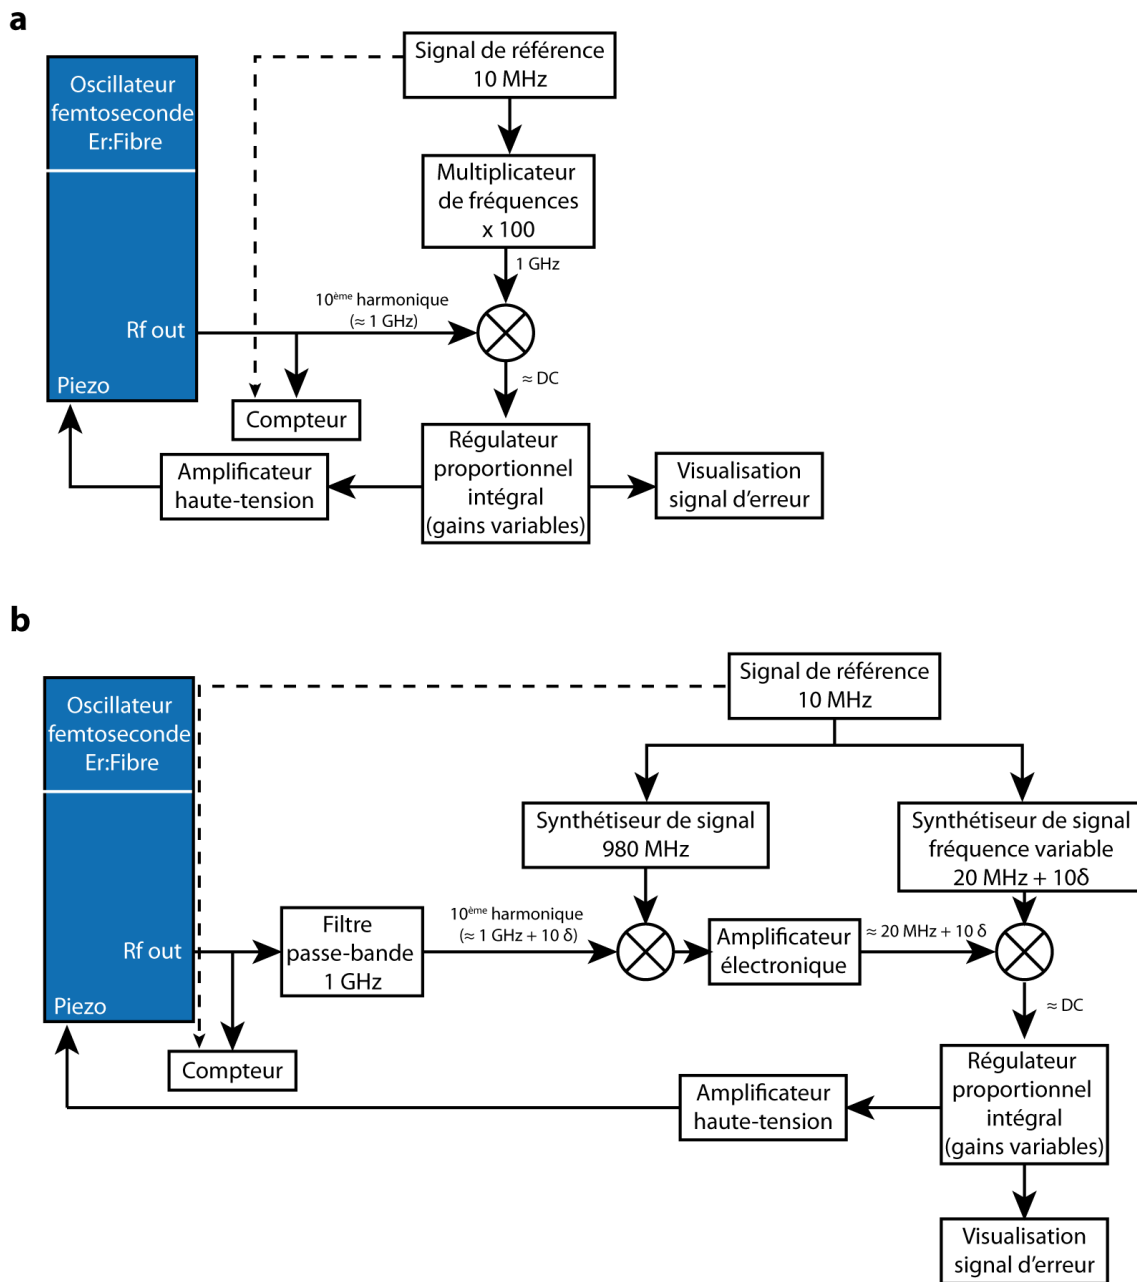 a
Signal de référence
10 MHz
Oscillateur
femtoseconde
Er:Fibre
Multiplicateur
de fréquences
x 100
1 GHz
10ème harmonique
(≈ 1 GHz)
Rf out
≈ DC
Piezo
Compteur
Amplificateur
haute-tension
Régulateur
proportionnel
intégral
(gains variables)
Visualisation
signal d’erreur
b
Signal de référence
10 MHz
Oscillateur
femtoseconde
Er:Fibre
Synthétiseur de signal
980 MHz
Synthétiseur de signal
fréquence variable
20 MHz + 10δ
Rf out
Filtre
passe-bande
1 GHz
10ème harmonique
(≈ 1 GHz + 10 δ)
Amplificateur
électronique
≈ 20 MHz + 10 δ
≈ DC
Piezo
Compteur
Amplificateur
haute-tension
Régulateur
proportionnel
intégral
(gains variables)
Visualisation
signal d’erreur